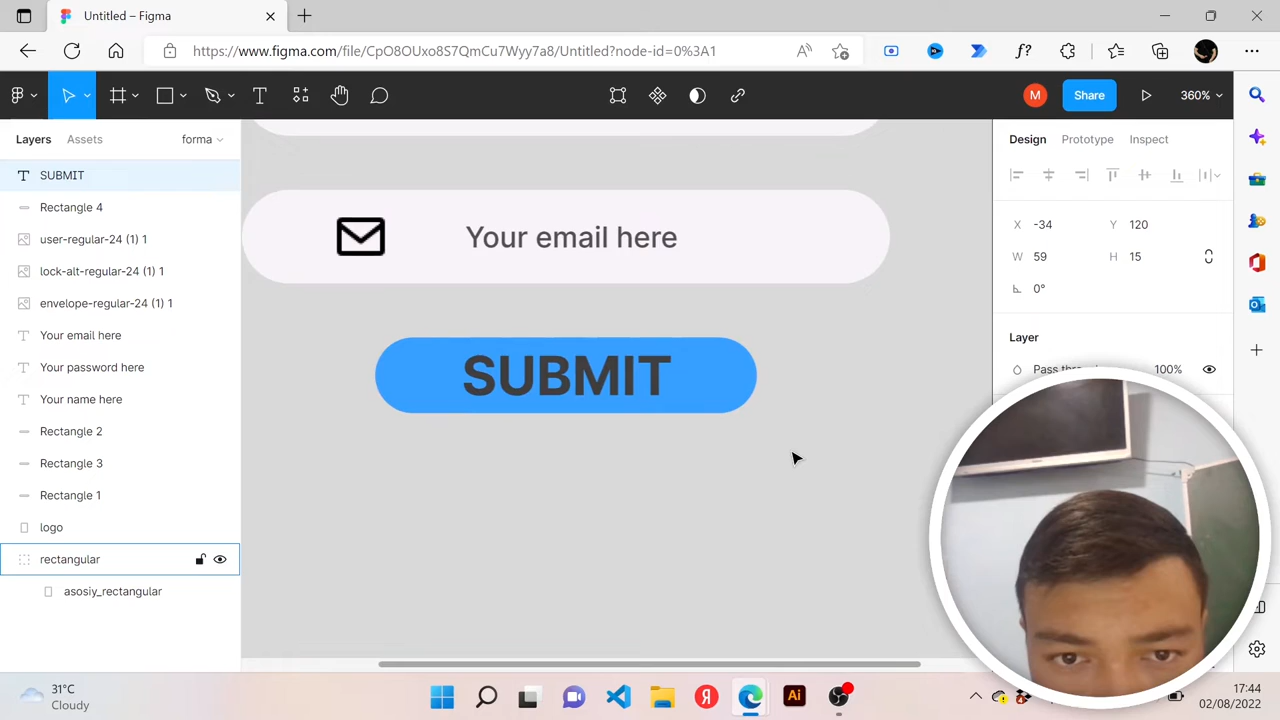 Untitled – Figma
https://www.figma.com/file/CpO8OUxo8S7QmCu7Wyy7a8/Untitled?node-id=0%3A1
M
Share
360%
Layers
Assets
forma
Design
Prototype
Inspect
SUBMIT
Rectangle 4
user-regular-24 (1) 1
lock-alt-regular-24 (1) 1
envelope-regular-24 (1) 1
Your email here
Your password here
Your name here
Rectangle 2
Rectangle 3
Rectangle 1
logo
rectangular
asosiy_rectangular
Your email here
SUBMIT
X -34
Y 120
W 59
H 15
0°
Layer
100%
31°C
Cloudy
Я
Ai
17:44
02/08/2022